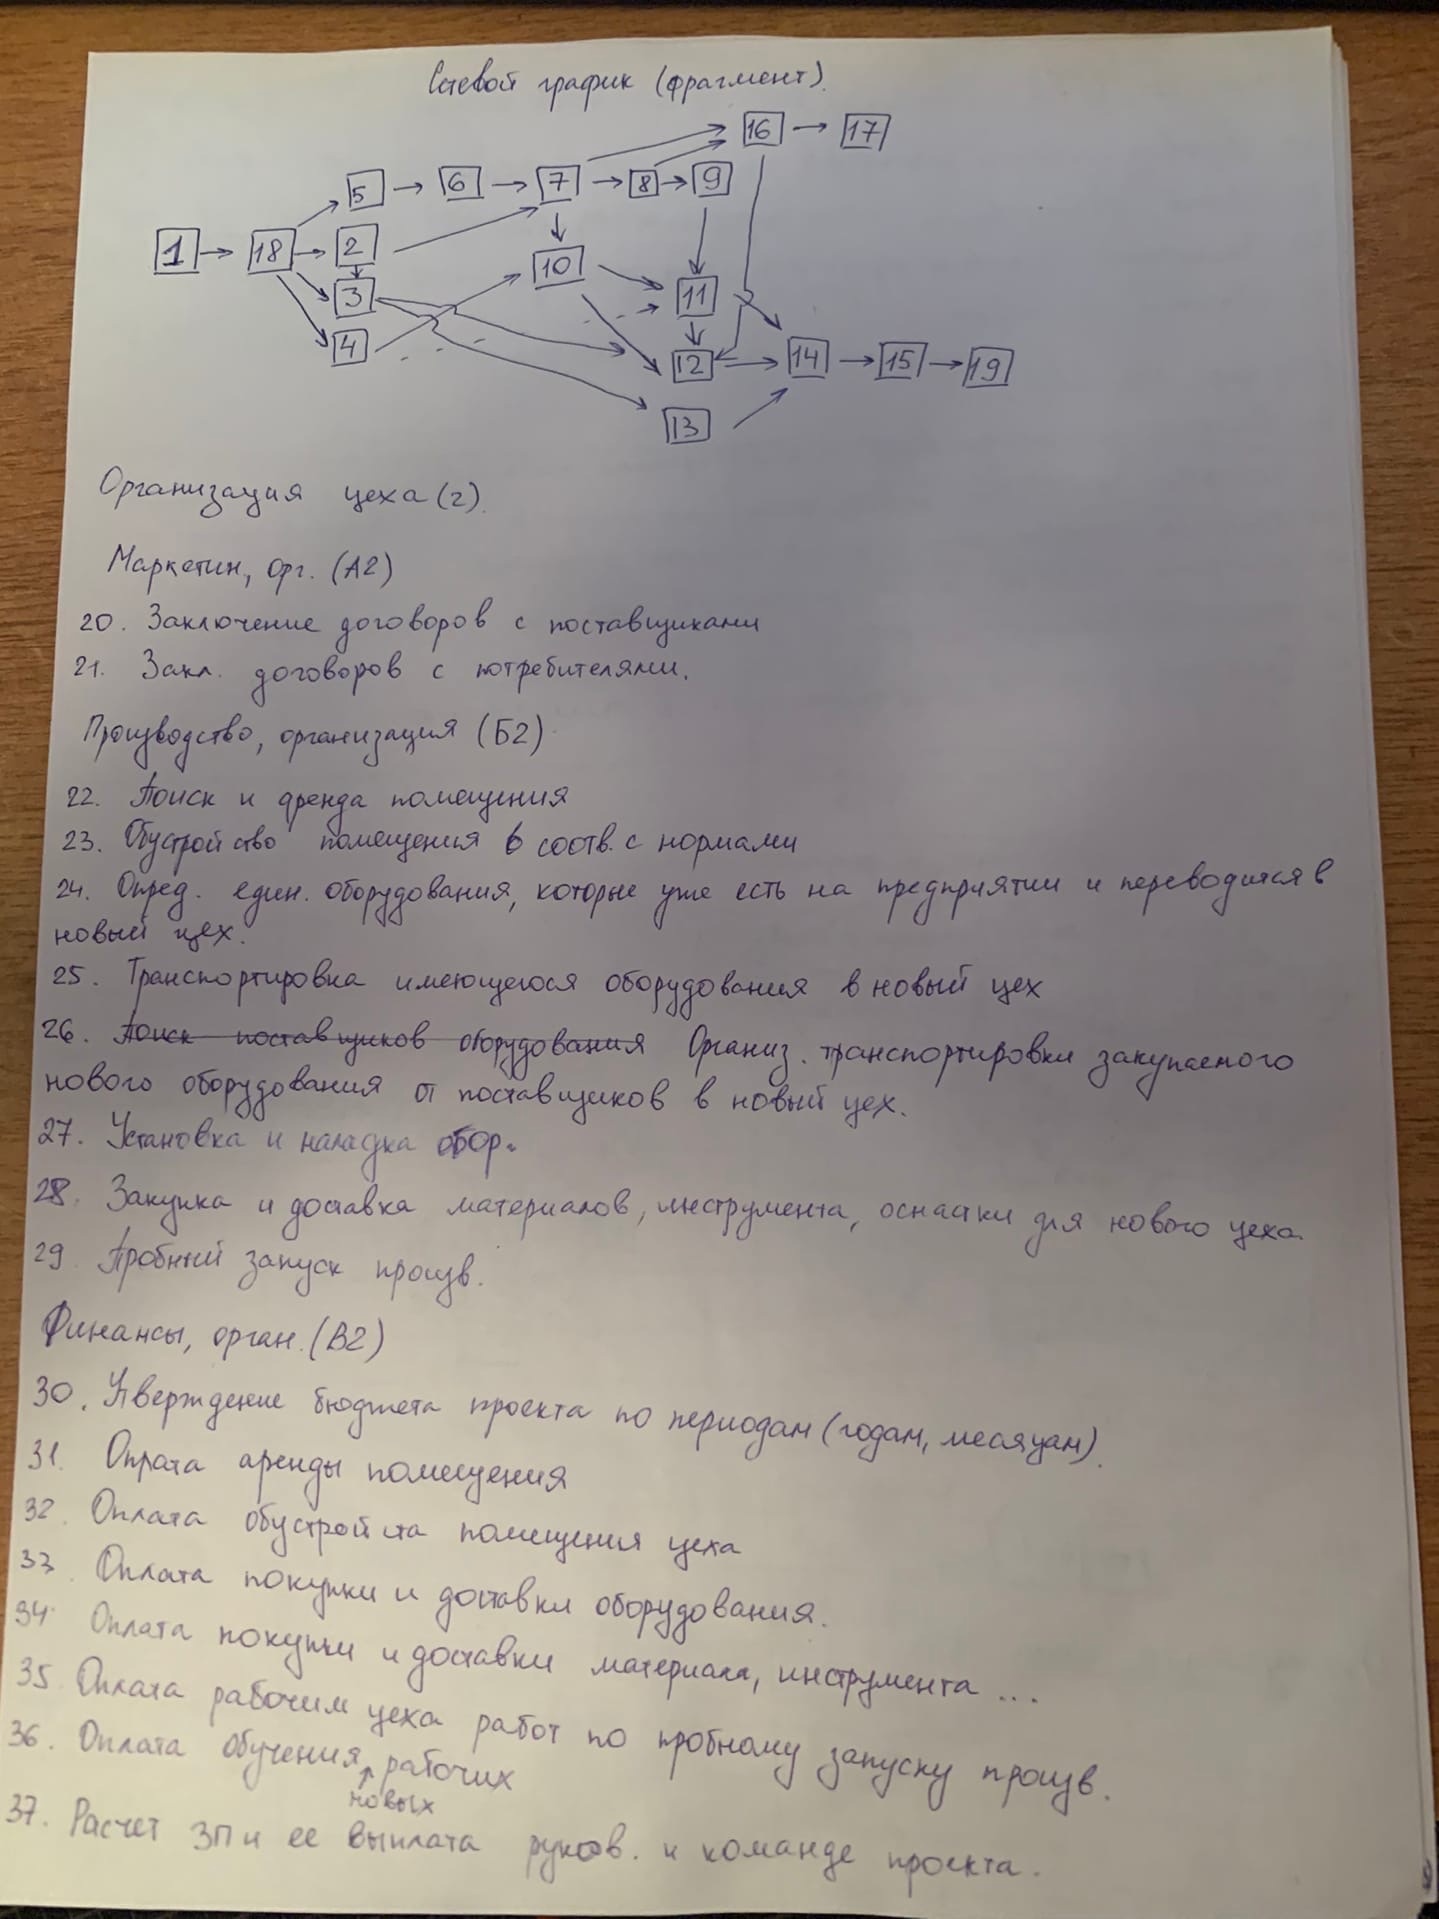 Сетевой график (фрагмент).
16 17
5 6 7 8 9
1 18 2
10
3 11
4 12 14 15 19
13
Организация цеха (2).
Маркетин, орг. (А2)
20. Заключение договоров с поставщиками
21. Закл. договоров с потребителями.
Производство, организация (Б2)
22. Поиск и аренда помещения
23. Обустройство помещения в соотв. с нормами
24. Опред. един. оборудования, которые уже есть на предприятии и переводится в
новый цех.
25. Транспортировка имеющегося оборудования в новый цех
26. Поиск поставщиков оборудования Организ. транспортировки закупаемого
нового оборудования от поставщиков в новый цех.
27. Установка и наладка обор.
28. Закупка и доставка материалов, инструмента, оснастки для нового цеха.
29. Пробный запуск произв.
Финансы, орган. (В2)
30. Утверждение бюджета проекта по периодам (годам, месяцам).
31. Оплата аренды помещения
32. Оплата обустройста помещения цеха
33. Оплата покупки и доставки оборудования.
34. Оплата покупки и доставки материала, инструмента ...
35. Оплата рабочим цеха работ по пробному запуску произв.
36. Оплата обучения рабочих
новых
37. Расчет ЗП и ее выплата руков. и команде проекта.